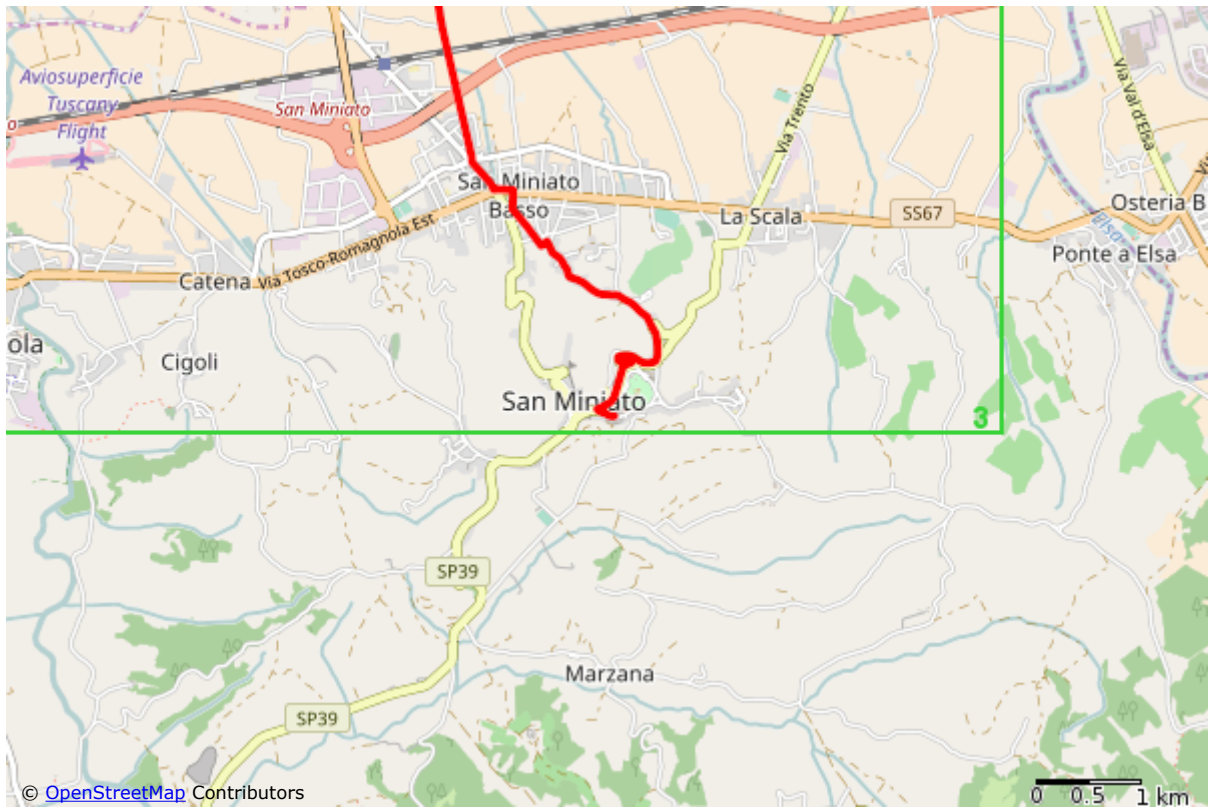 Aviosuperficie
Tuscany
Flight
San Miniato
Via Trento
Via Val d'Elsa
San Miniato
Basso
La Scala
SS67
Osteria B
Elsa
Ponte a Elsa
Via Tosco-Romagnola Est
Catena
ola
Cigoli
San Miniato
3
SP39
Marzana
SP39
© OpenStreetMap Contributors
0 0.5 1 km